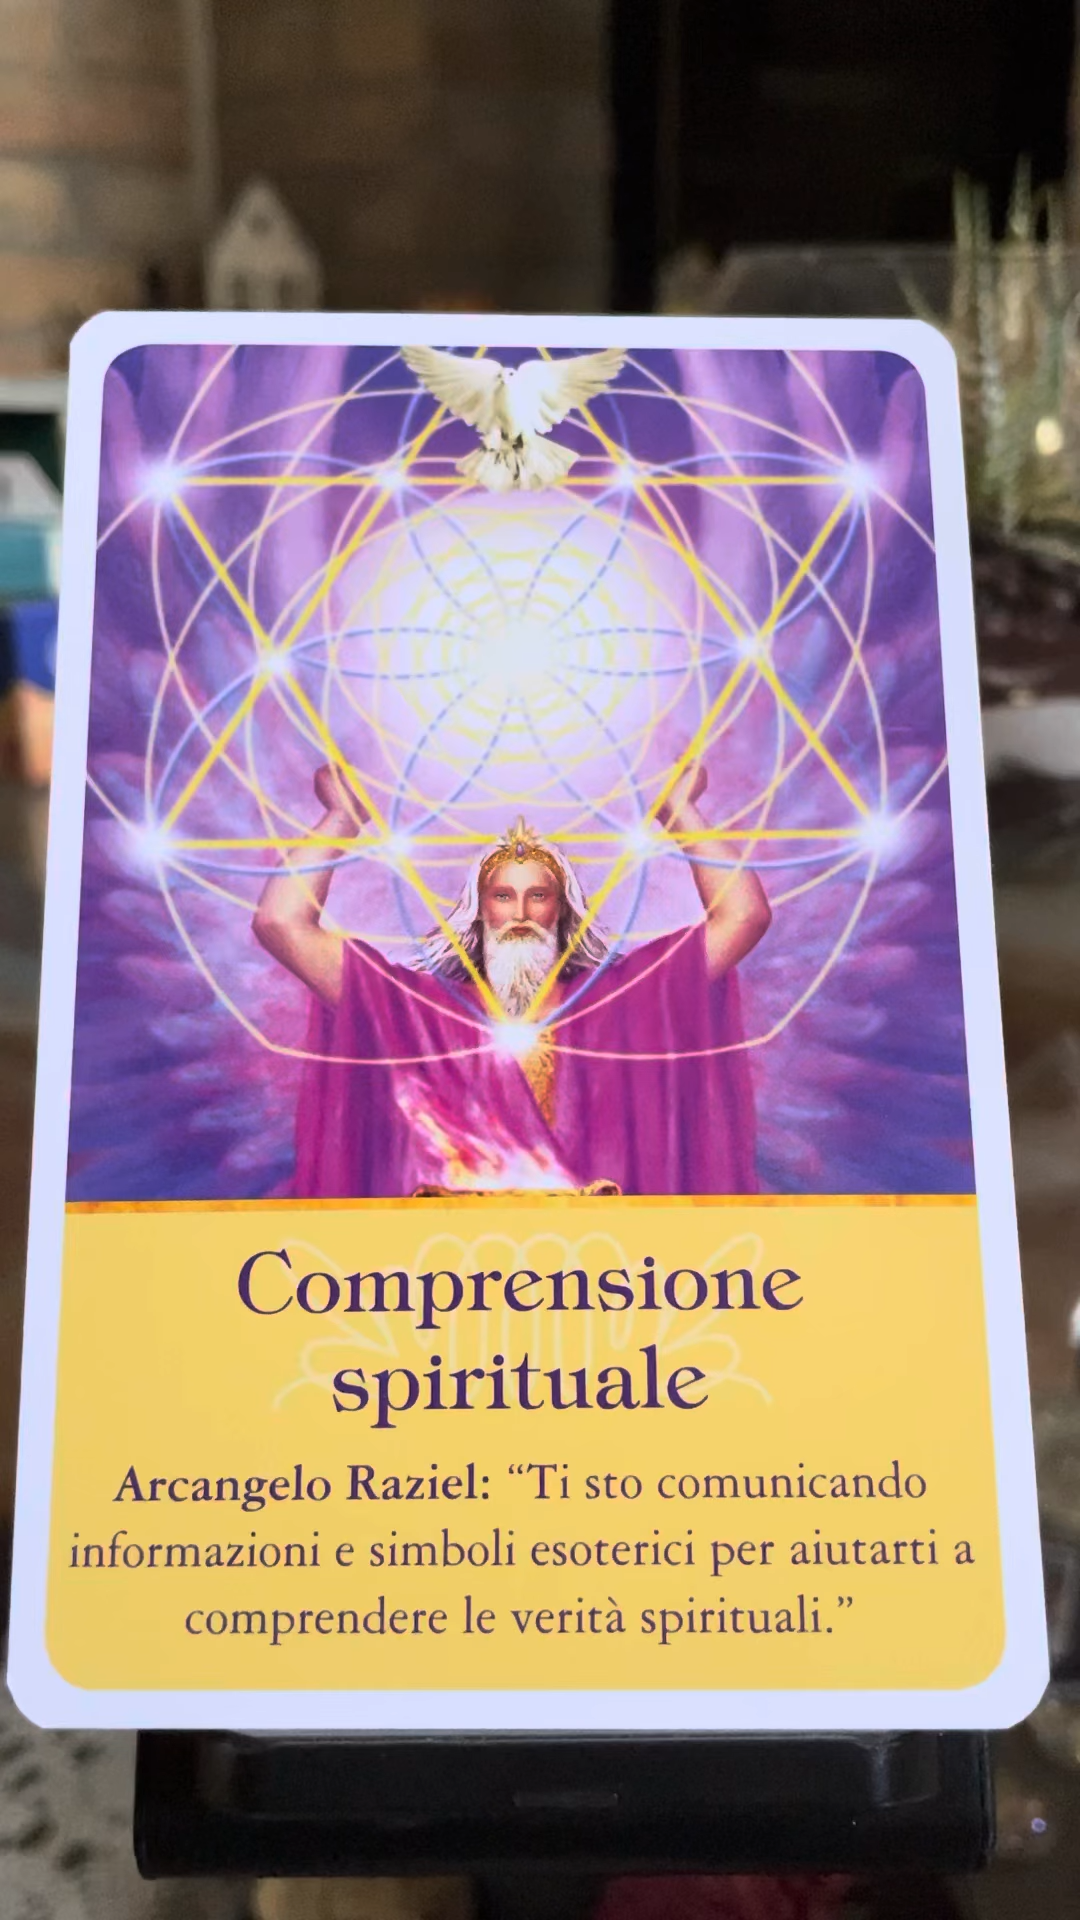 Comprensione
spirituale
Arcangelo Raziel: “Ti sto comunicando
informazioni e simboli esoterici per aiutarti a
comprendere le verità spirituali.”